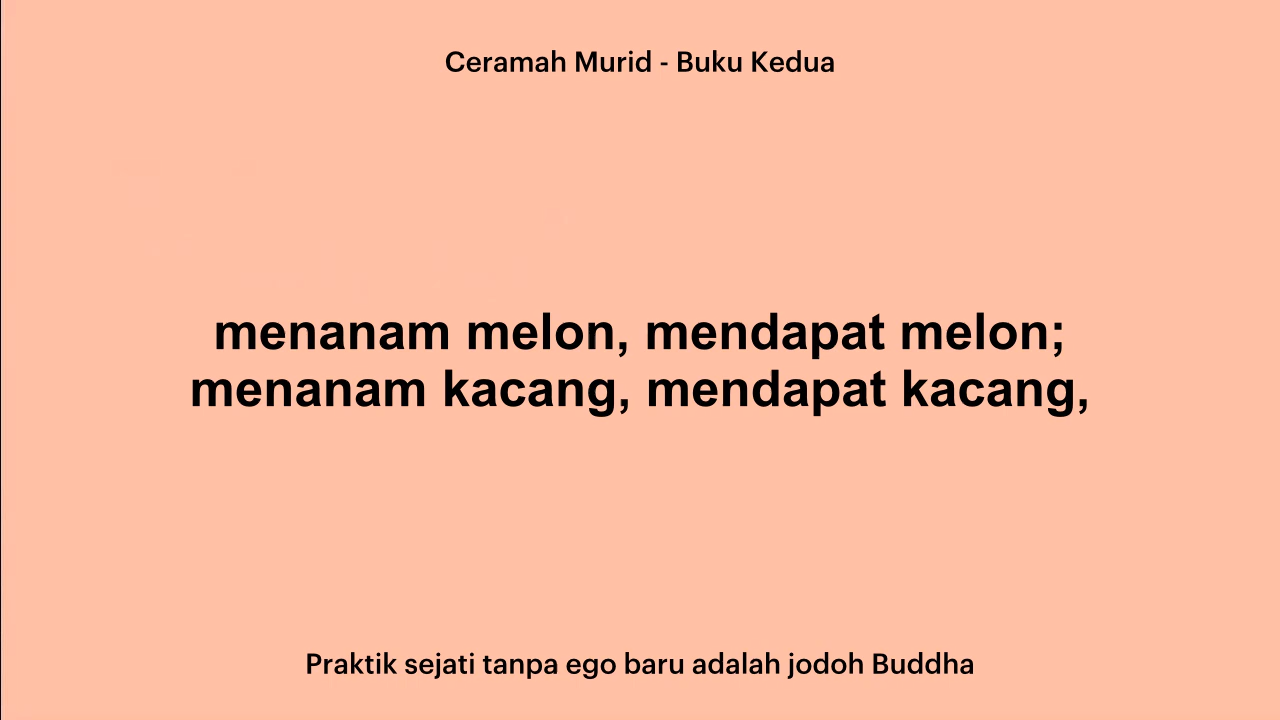 Ceramah Murid - Buku Kedua
menanam melon, mendapat melon;
menanam kacang, mendapat kacang,
Praktik sejati tanpa ego baru adalah jodoh Buddha